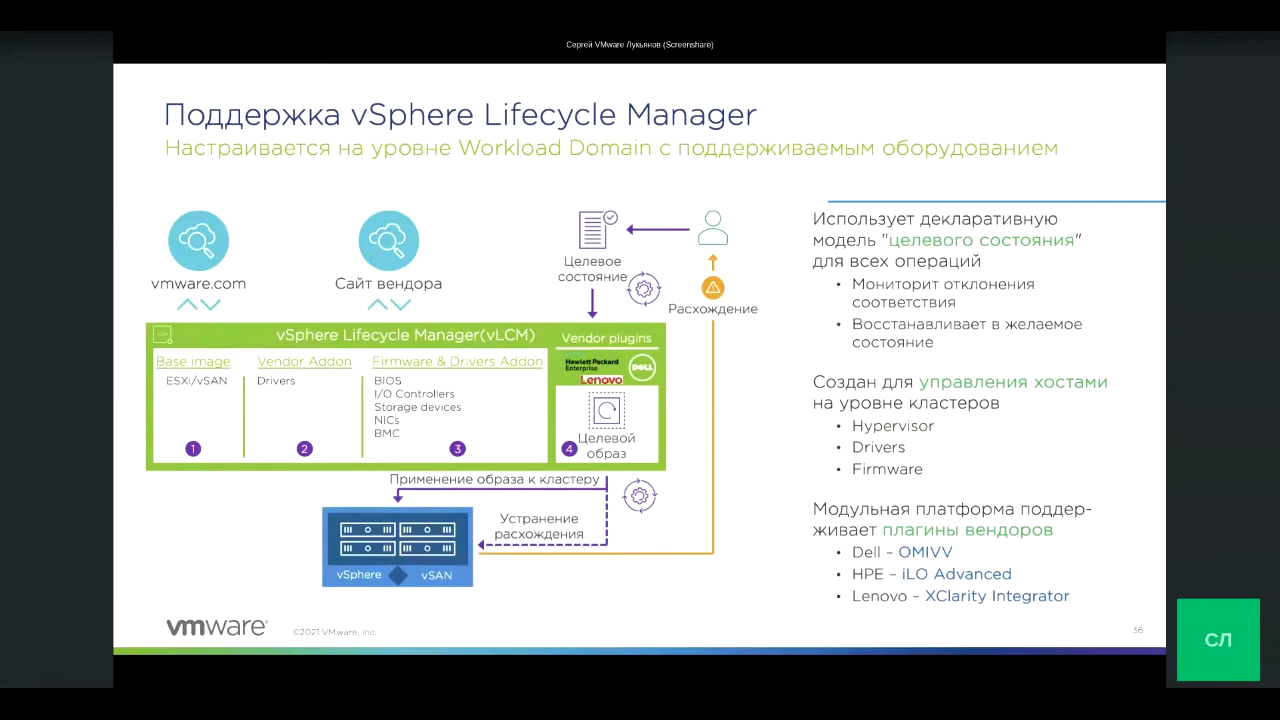 Сергей VMware Лукьянов (Screenshare)
Поддержка vSphere Lifecycle Manager
Настраивается на уровне Workload Domain с поддерживаемым оборудованием
vmware.com
Сайт вендора
Целевое
состояние
Расхождение
vSphere Lifecycle Manager(vLCM)
Vendor plugins
Base image
Vendor Addon
Firmware & Drivers Addon
Hewlett Packard
Enterprise
DELL
Lenovo
ESXi/vSAN
Drivers
BIOS
I/O Controllers
Storage devices
NICs
BMC
Целевой
образ
1
2
3
4
Применение образа к кластеру
Устранение
расхождения
vSphere
vSAN
Использует декларативную
модель "целевого состояния"
для всех операций
• Мониторит отклонения
соответствия
• Восстанавливает в желаемое
состояние
Создан для управления хостами
на уровне кластеров
• Hypervisor
• Drivers
• Firmware
Модульная платформа поддер-
живает плагины вендоров
• Dell – OMIVV
• HPE – iLO Advanced
• Lenovo – XClarity Integrator
vmware®
©2021 VMware, Inc.
36
СЛ